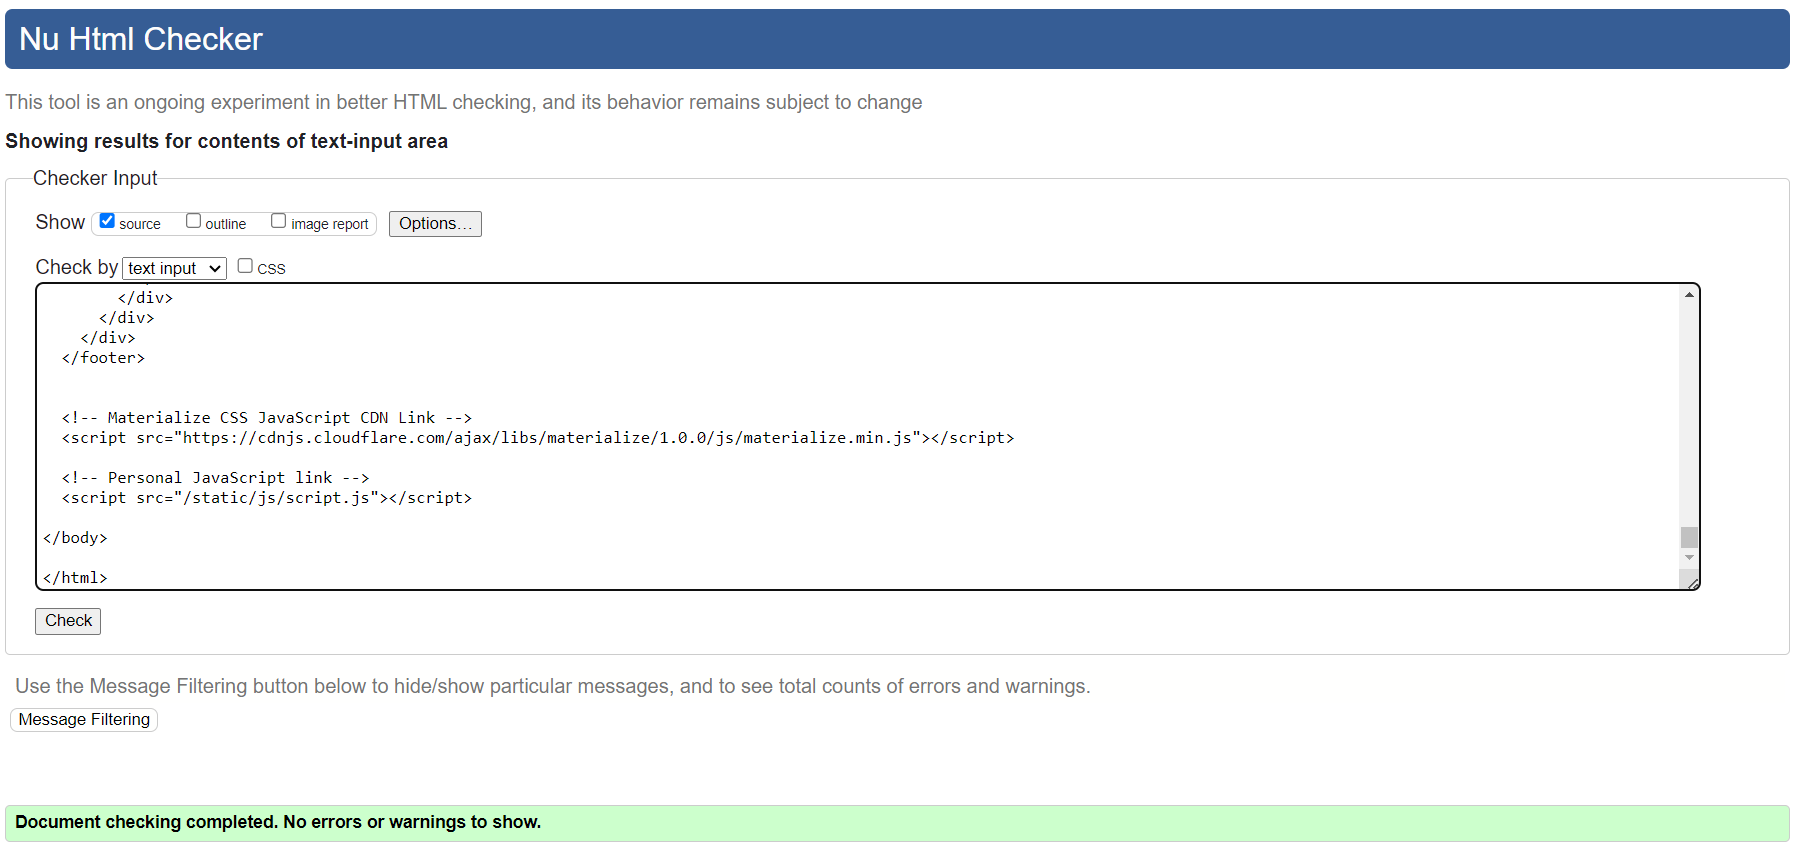 Nu Html Checker
This tool is an ongoing experiment in better HTML checking, and its behavior remains subject to change
Showing results for contents of text-input area
Checker Input
Show source outline image report Options...
Check by text input CSS
</div>
</div>
</div>
</footer>
<!-- Materialize CSS JavaScript CDN Link -->
<script src="https://cdnjs.cloudflare.com/ajax/libs/materialize/1.0.0/js/materialize.min.js"></script>
<!-- Personal JavaScript link -->
<script src="/static/js/script.js"></script>
</body>
</html>
Check
Use the Message Filtering button below to hide/show particular messages, and to see total counts of errors and warnings.
Message Filtering
Document checking completed. No errors or warnings to show.